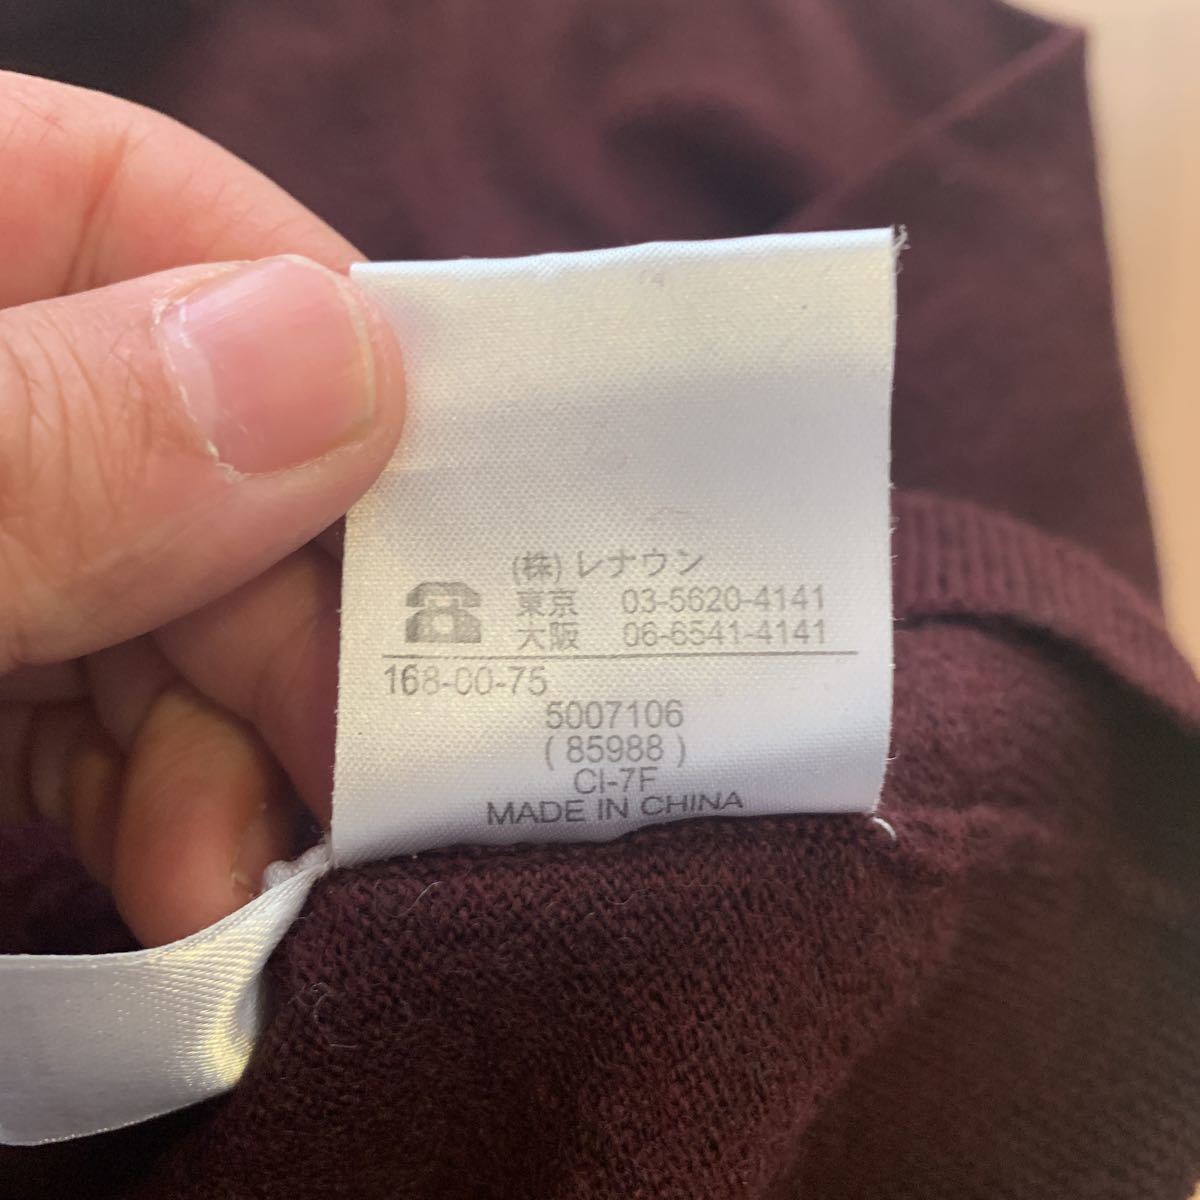 (株)レナウン
東京 03-5620-4141
大阪 06-6541-4141
168-00-75
5007106
( 85988 )
CI-7F
MADE IN CHINA